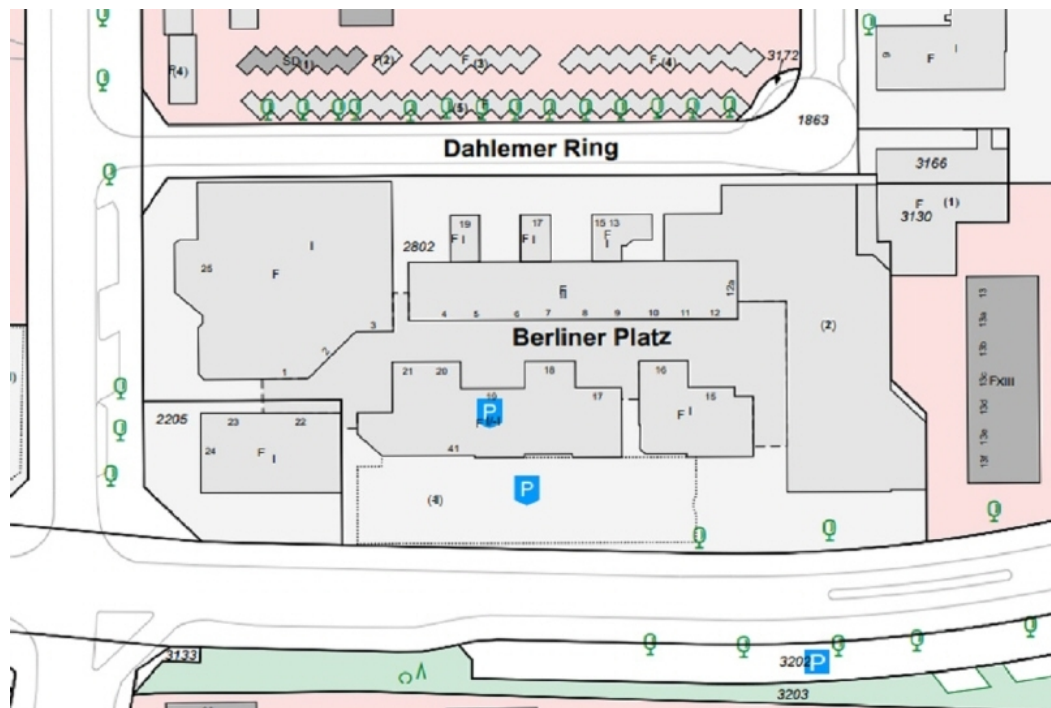 3172
SD(1)
F(2)
F(3)
F(4)
F(4)
I
F
9
(5)
F
1863
Dahlemer Ring
3166
F (1)
3130
19
F I
17
F I
15 13
F
I
2802
I
25
F
12a
3
4 5 6 7 8 9 10 11 12
Berliner Platz
(2)
2
1
21 20
18
16
13
13a
13b
13c
13d
13e
13f
FXIII
19
17
15
P
F I
41
2205
23 22
24
F I
P
(4)
3133
3202
P
3203